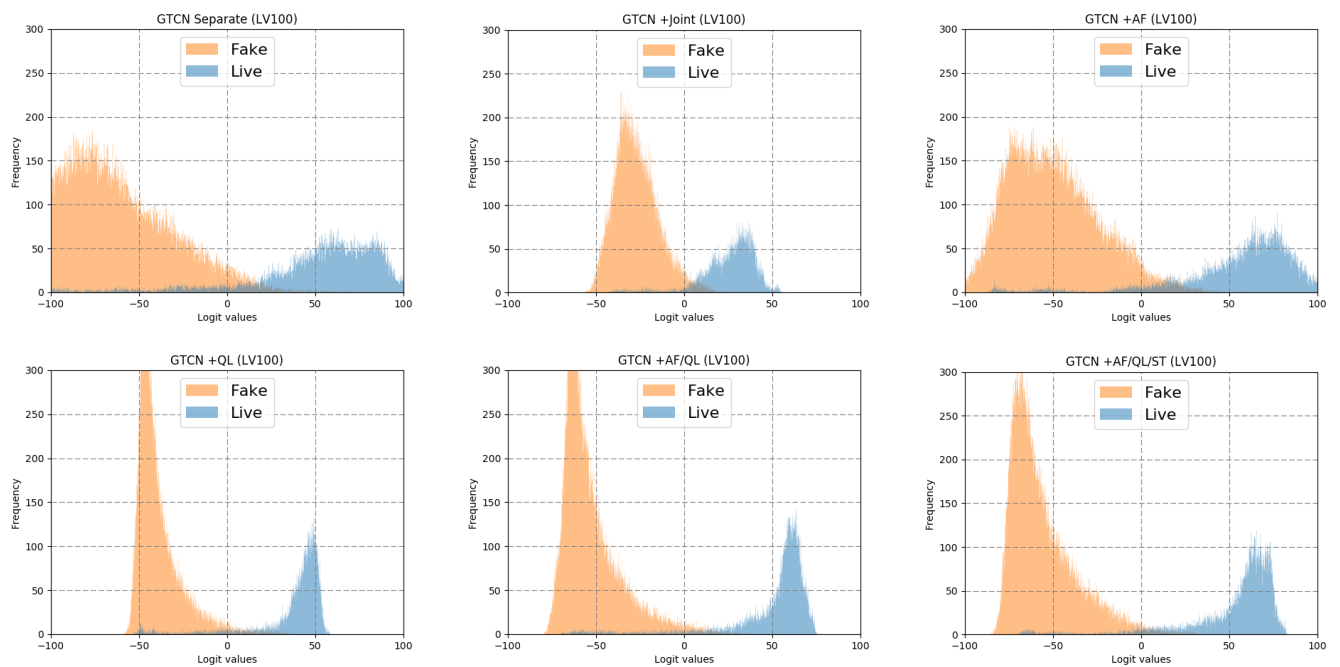 GTCN Separate (LV100)
300
250
200
150
100
50
0
Frequency
Fake
Live
−100
−50
0
50
100
Logit values
GTCN +Joint (LV100)
300
250
200
150
100
50
0
Frequency
Fake
Live
−100
−50
0
50
100
Logit values
GTCN +AF (LV100)
300
250
200
150
100
50
0
Frequency
Fake
Live
−100
−50
0
50
100
Logit values
GTCN +QL (LV100)
300
250
200
150
100
50
0
Frequency
Fake
Live
−100
−50
0
50
100
Logit values
GTCN +AF/QL (LV100)
300
250
200
150
100
50
0
Frequency
Fake
Live
−100
−50
0
50
100
Logit values
GTCN +AF/QL/ST (LV100)
300
250
200
150
100
50
0
Frequency
Fake
Live
−100
−50
0
50
100
Logit values